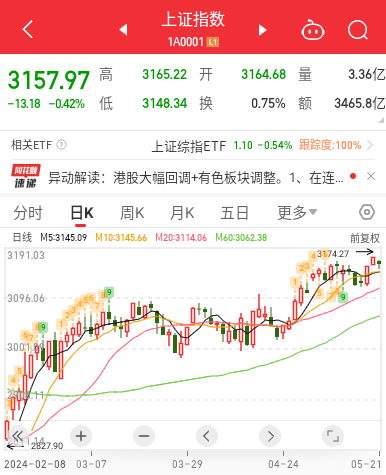 上证指数
1A0001 L1
3157.97
-13.18 -0.42%
高 3165.22 开 3164.68 量 3.36亿
低 3148.34 换 0.75% 额 3465.8亿
相关ETF ? 上证综指ETF 1.10 -0.54% 跟踪度:100%
同花顺
速递
异动解读：港股大幅回调+有色板块调整。1、在连...
分时 日K 周K 月K 五日 更多
日线 M5:3145.09 M10:3145.66 M20:3114.06 M60:3062.38 前复权
3191.03
3174.27
3096.06
2827.90
2024-02-08 03-07 03-29 04-24 05-21